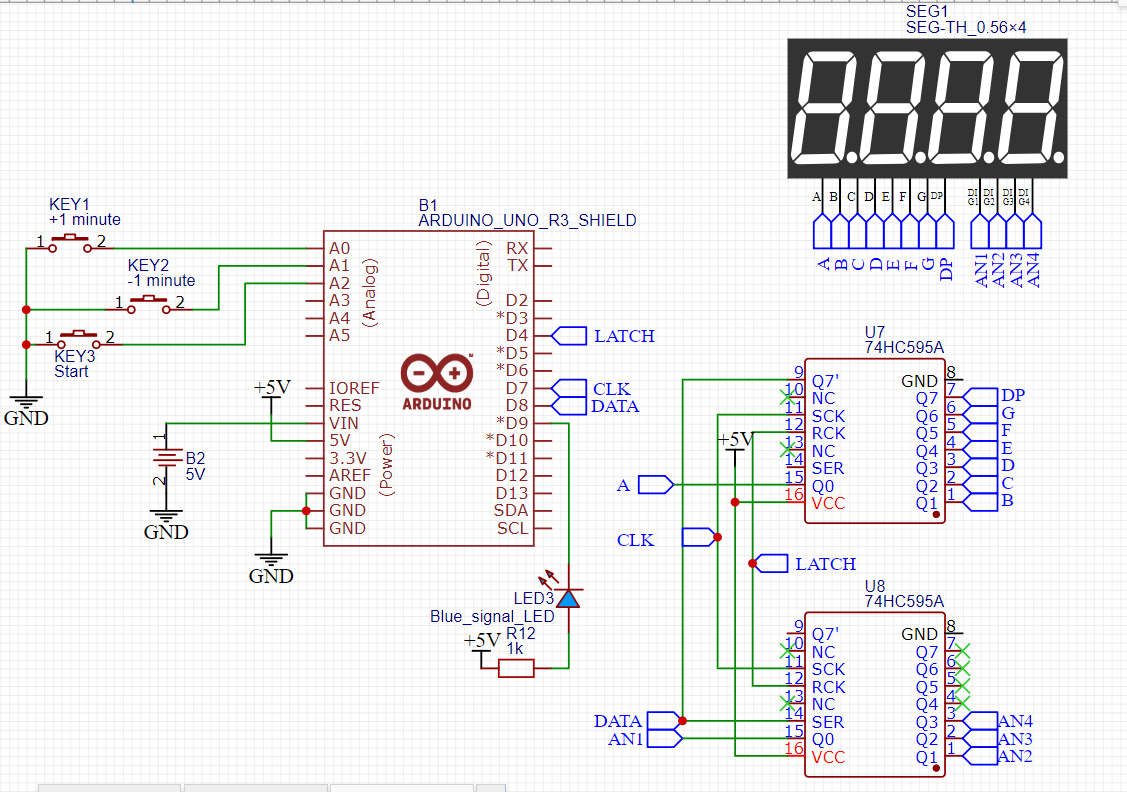 SEG1
SEG-TH_0.56×4
A B C D E F G DP DI G1 DI G2 DI G3 DI G4
A B C D E F G DP AN1 AN2 AN3 AN4
KEY1
+1 minute
1 2
KEY2
-1 minute
1 2
1 2
KEY3
Start
GND
+5V
1
B2
5V
2
GND
GND
B1
ARDUINO_UNO_R3_SHIELD
(Analog)
(Digital)
(Power)
A0
A1
A2
A3
A4
A5
IOREF
RES
VIN
5V
3.3V
AREF
GND
GND
GND
ARDUINO
RX
TX
D2
*D3
D4
*D5
*D6
D7
D8
*D9
*D10
*D11
D12
D13
SDA
SCL
LATCH
CLK
DATA
LED3
Blue_signal_LED
+5V
R12
1k
U7
74HC595A
9 Q7'
10 NC
11 SCK
12 RCK
13 NC
14 SER
15 Q0
16 VCC
GND 8
Q7 7 DP
Q6 6 G
Q5 5 F
Q4 4 E
Q3 3 D
Q2 2 C
Q1 1 B
+5V
A
CLK
LATCH
U8
74HC595A
9 Q7'
10 NC
11 SCK
12 RCK
13 NC
14 SER
15 Q0
16 VCC
GND 8
Q7 7
Q6 6
Q5 5
Q4 4
Q3 3 AN4
Q2 2 AN3
Q1 1 AN2
DATA
AN1